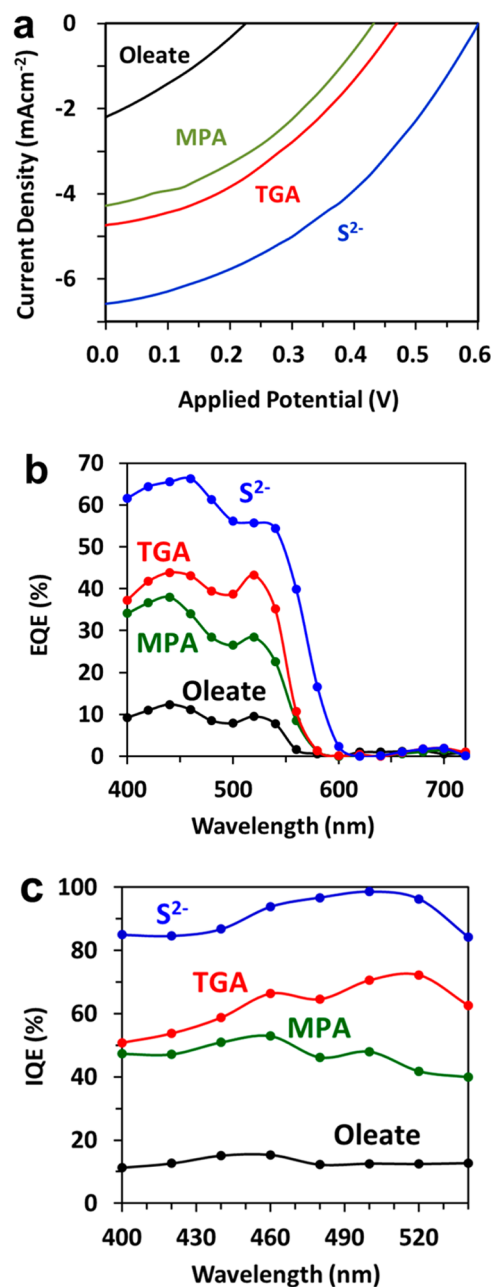 a
0
-2
-4
-6
Current Density (mAcm⁻²)
Oleate
MPA
TGA
S²⁻
0.0 0.1 0.2 0.3 0.4 0.5 0.6
Applied Potential (V)
b
70
60
50
40
30
20
10
0
EQE (%)
S²⁻
TGA
MPA
Oleate
400 500 600 700
Wavelength (nm)
c
100
80
60
40
20
0
IQE (%)
S²⁻
TGA
MPA
Oleate
400 430 460 490 520
Wavelength (nm)